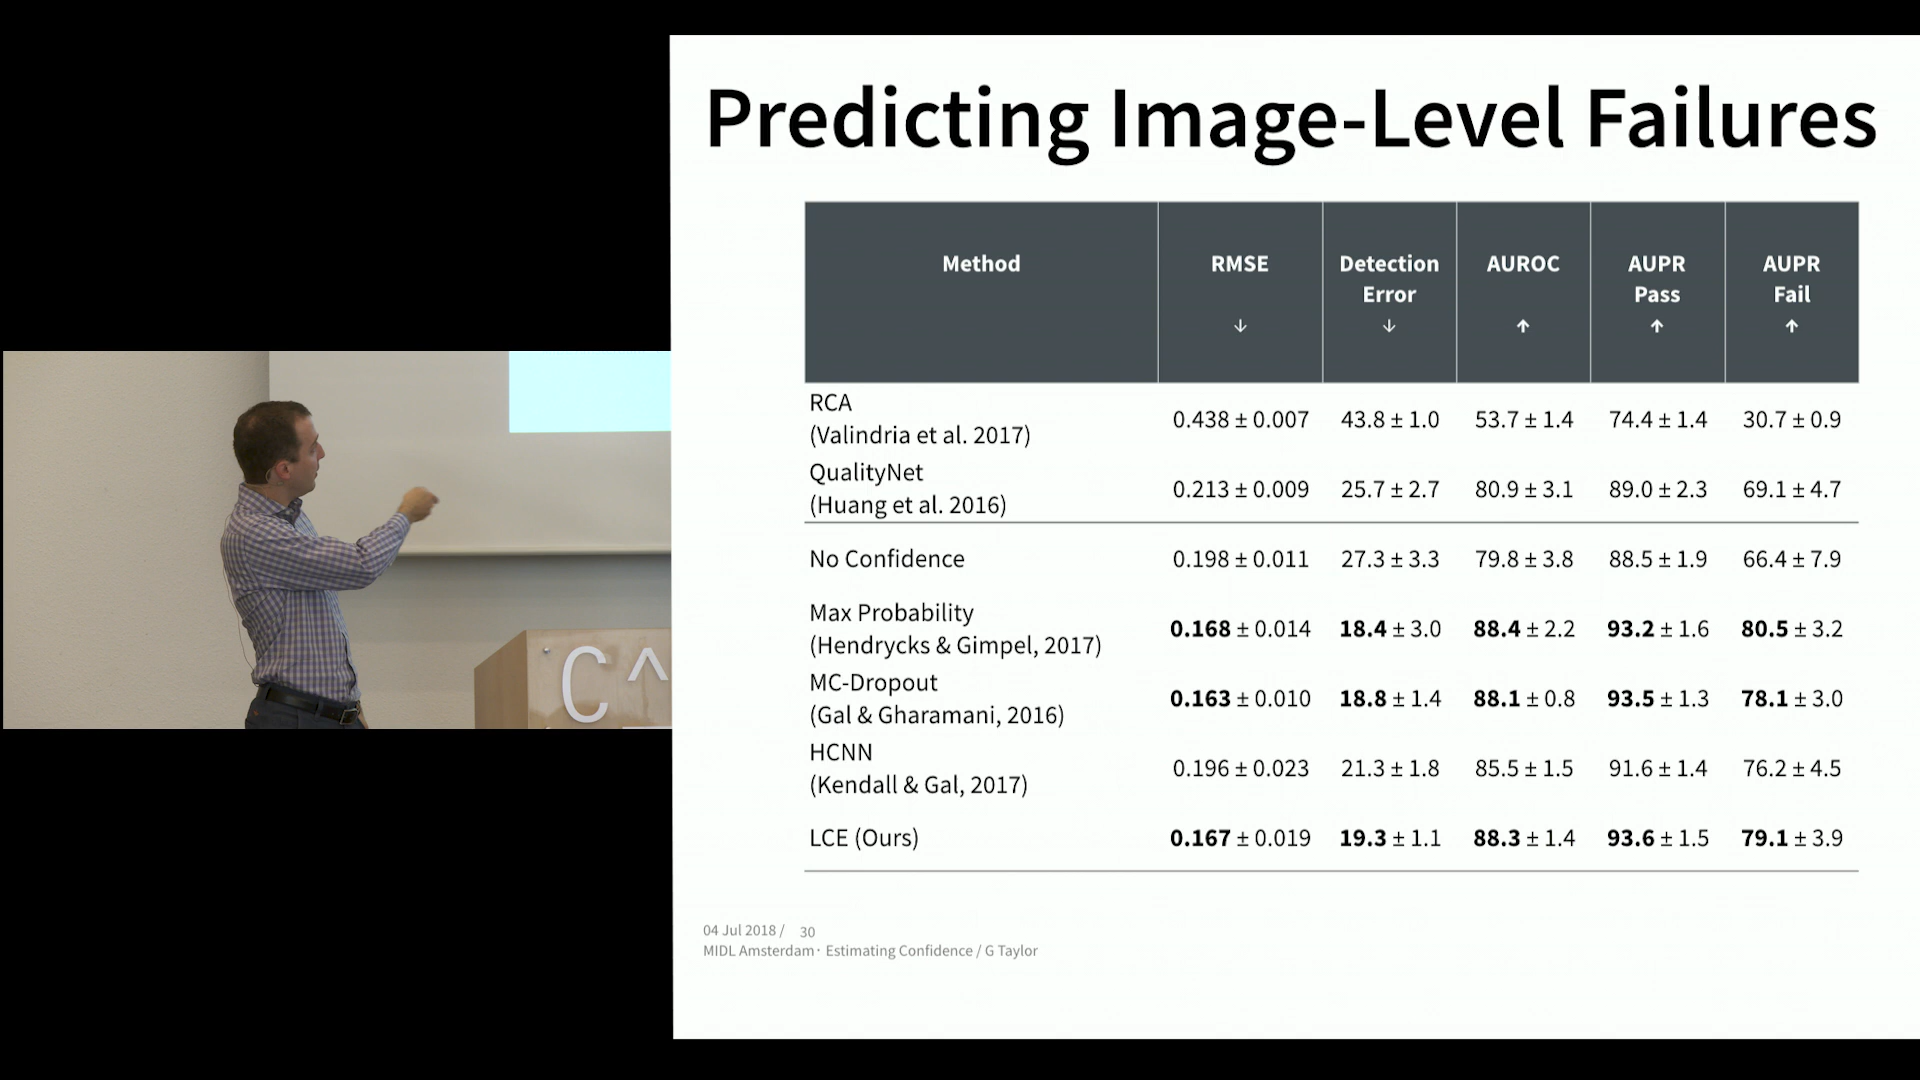 Predicting Image-Level Failures
Method RMSE Detection Error AUROC AUPR Pass AUPR Fail
↓ ↓ ↑ ↑ ↑
RCA
(Valindria et al. 2017) 0.438 ± 0.007 43.8 ± 1.0 53.7 ± 1.4 74.4 ± 1.4 30.7 ± 0.9
QualityNet
(Huang et al. 2016) 0.213 ± 0.009 25.7 ± 2.7 80.9 ± 3.1 89.0 ± 2.3 69.1 ± 4.7
No Confidence 0.198 ± 0.011 27.3 ± 3.3 79.8 ± 3.8 88.5 ± 1.9 66.4 ± 7.9
Max Probability
(Hendrycks & Gimpel, 2017) 0.168 ± 0.014 18.4 ± 3.0 88.4 ± 2.2 93.2 ± 1.6 80.5 ± 3.2
MC-Dropout
(Gal & Gharamani, 2016) 0.163 ± 0.010 18.8 ± 1.4 88.1 ± 0.8 93.5 ± 1.3 78.1 ± 3.0
HCNN
(Kendall & Gal, 2017) 0.196 ± 0.023 21.3 ± 1.8 85.5 ± 1.5 91.6 ± 1.4 76.2 ± 4.5
LCE (Ours) 0.167 ± 0.019 19.3 ± 1.1 88.3 ± 1.4 93.6 ± 1.5 79.1 ± 3.9
04 Jul 2018 / 30
MIDL Amsterdam · Estimating Confidence / G Taylor